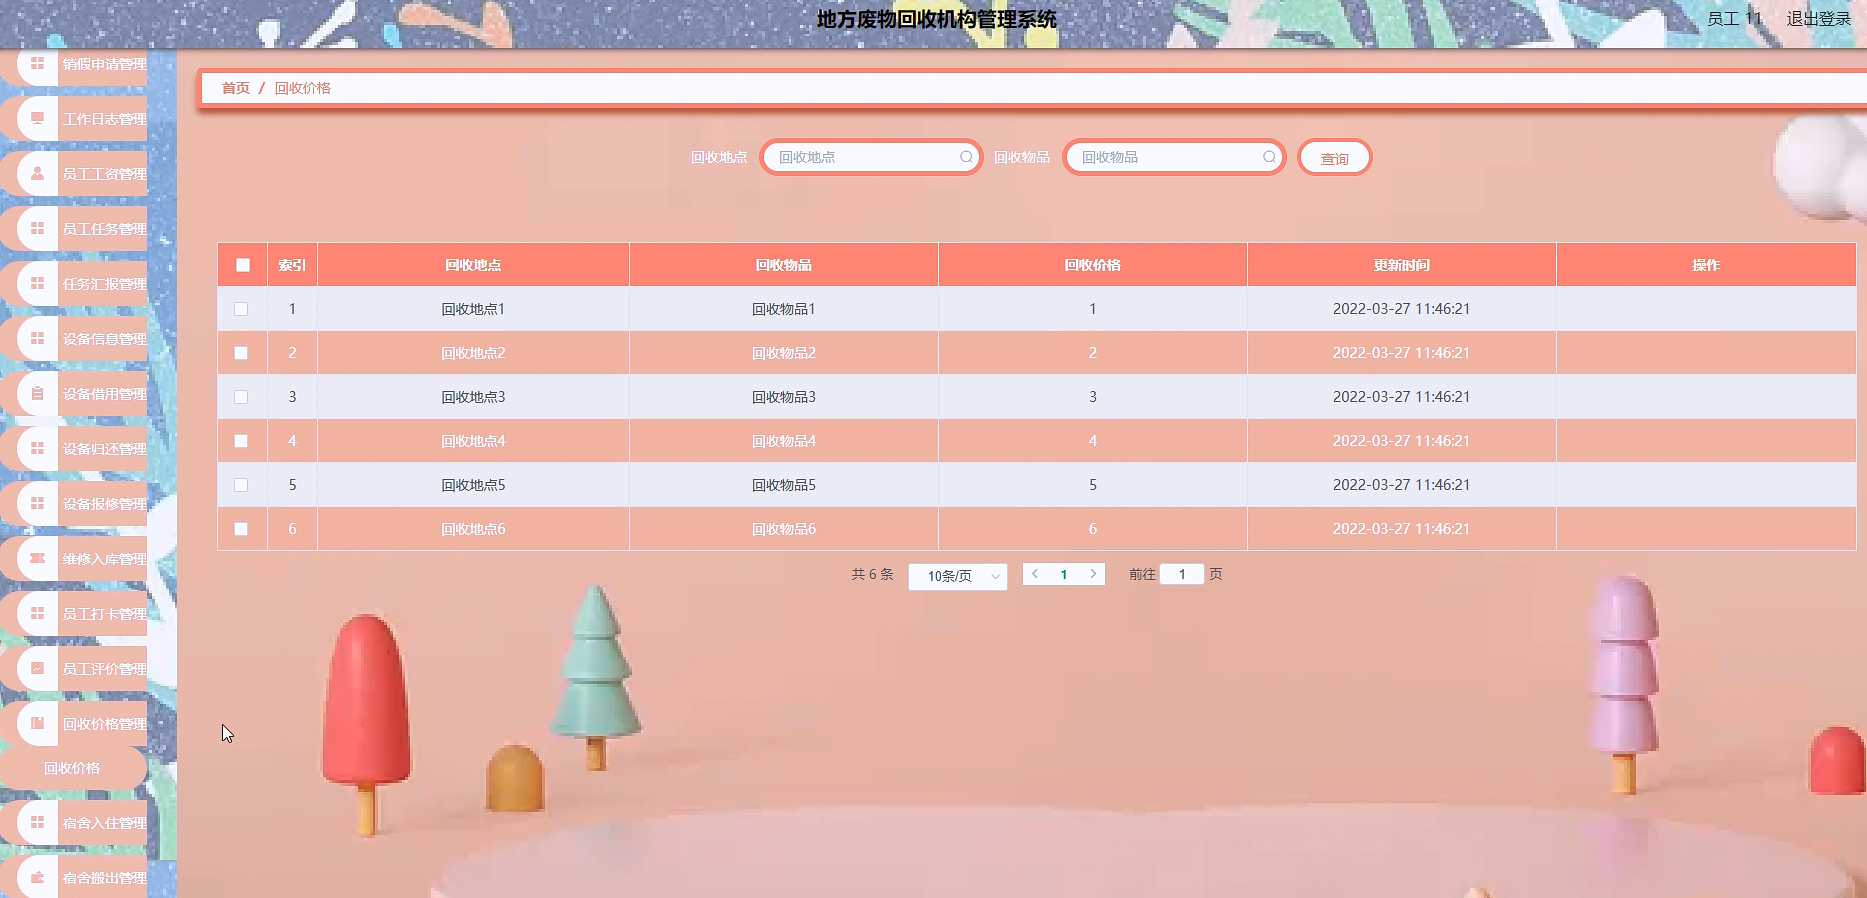 地方废物回收机构管理系统
员工 11 退出登录
销假申请管理
工作日志管理
员工工资管理
员工任务管理
任务汇报管理
设备信息管理
设备借用管理
设备归还管理
设备报修管理
维修入库管理
员工打卡管理
员工评价管理
回收价格管理
回收价格
宿舍入住管理
宿舍搬出管理
首页 / 回收价格
回收地点 回收地点 回收物品 回收物品 查询
索引 回收地点 回收物品 回收价格 更新时间 操作
1 回收地点1 回收物品1 1 2022-03-27 11:46:21
2 回收地点2 回收物品2 2 2022-03-27 11:46:21
3 回收地点3 回收物品3 3 2022-03-27 11:46:21
4 回收地点4 回收物品4 4 2022-03-27 11:46:21
5 回收地点5 回收物品5 5 2022-03-27 11:46:21
6 回收地点6 回收物品6 6 2022-03-27 11:46:21
共 6 条 10条/页 1 前往 1 页